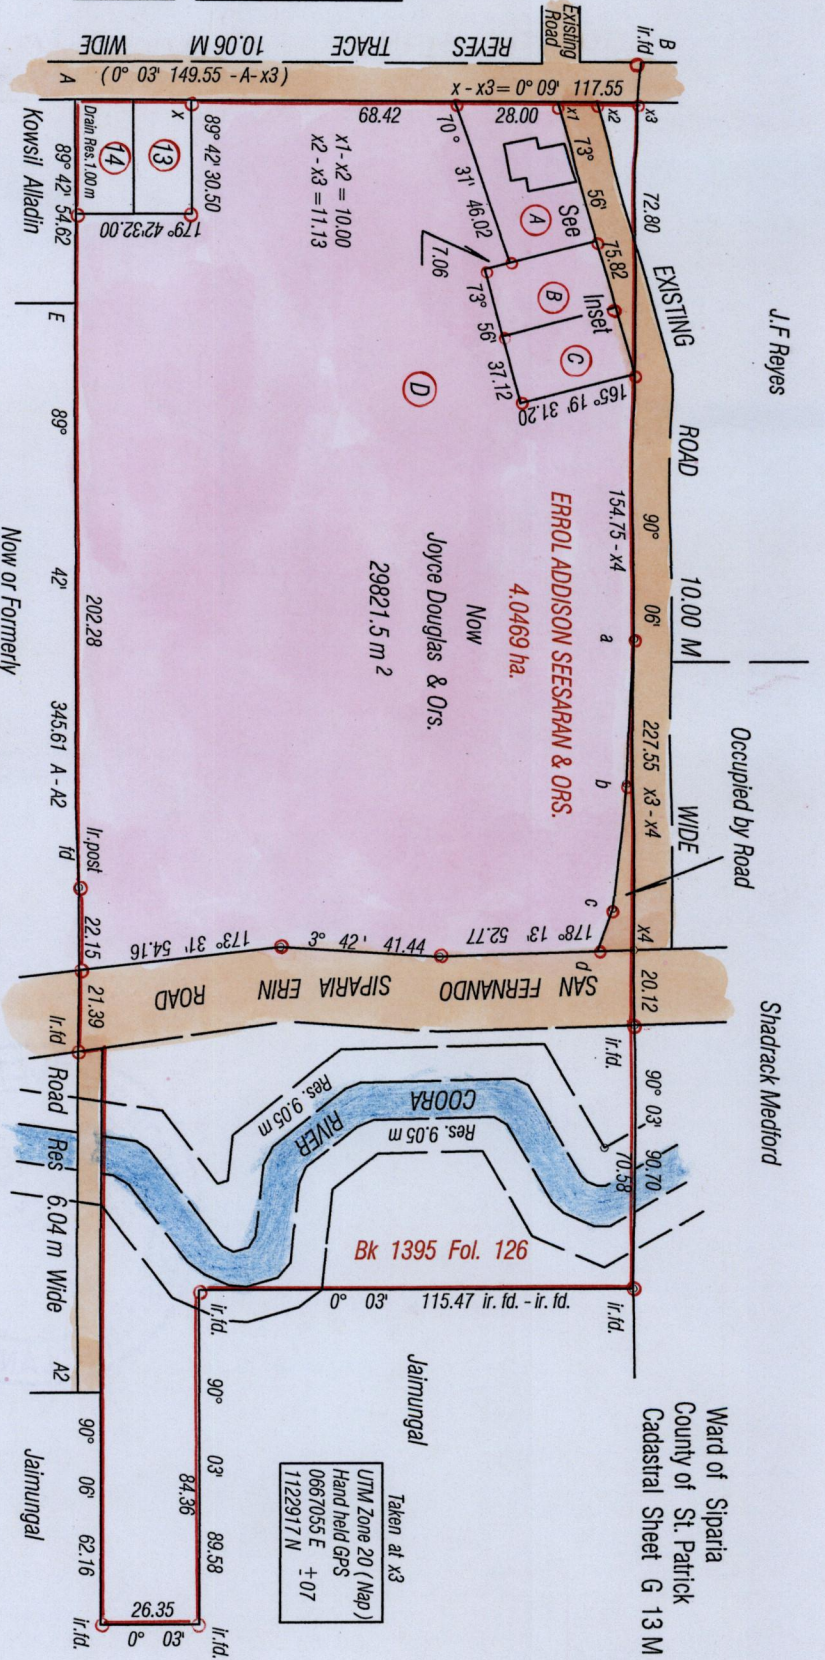 Ward of Siparia
County of St. Patrick
Cadastral Sheet G 13 M
J.F Reyes
Shadrack Medford
Occupied by Road
EXISTING ROAD 10.00 M WIDE
B
ir.fd
x3
72.80
90° 06'
227.55 x3 - x4
x4
20.12
90° 03' 90.70
70.58
ir.fd.
ir.fd.
154.75 - x4
a
b
c
d
Existing
Road
REYES TRACE 10.06 M WIDE
x - x3 = 0° 09' 117.55
(0° 03' 149.55 - A- x3)
A
x1
x2
73° 56' 75.82
28.00
68.42
See
Inset
A
B
C
70° 31' 46.02
7.06
73° 56' 37.12
165° 19' 31.20
x1- x2 = 10.00
x2 - x3 = 11.13
D
ERROL ADDISON SEESARAN & ORS.
4.0469 ha.
Now
Joyce Douglas & Ors.
29821.5 m 2
x
13
14
Drain Res.1.00 m
89° 42' 30.50
179° 42' 32.00
89° 42' 54.62
Kowsil Alladin
E
89° 42' 345.61 A - A2
202.28
Ir.post
fd
22.15
21.39
Ir.fd
Now or Formerly
178° 13' 52.77
3° 42' 41.44
173° 31' 54.16
SAN FERNANDO SIPARIA ERIN ROAD
COORA
RIVER
Res. 9.05 m
Res. 9.05 m
Bk 1395 Fol. 126
0° 03' 115.47 ir. fd. - ir. fd.
Jaimungal
ir.fd.
90° 03' 89.58
84.36
ir.fd.
26.35
0° 03'
ir.fd.
Road Res 6.04 m Wide
A2
90° 06' 62.16
Jaimungal
Taken at x3
UTM Zone 20 ( Nap)
Hand held GPS
0667055 E ±07
1122917 N